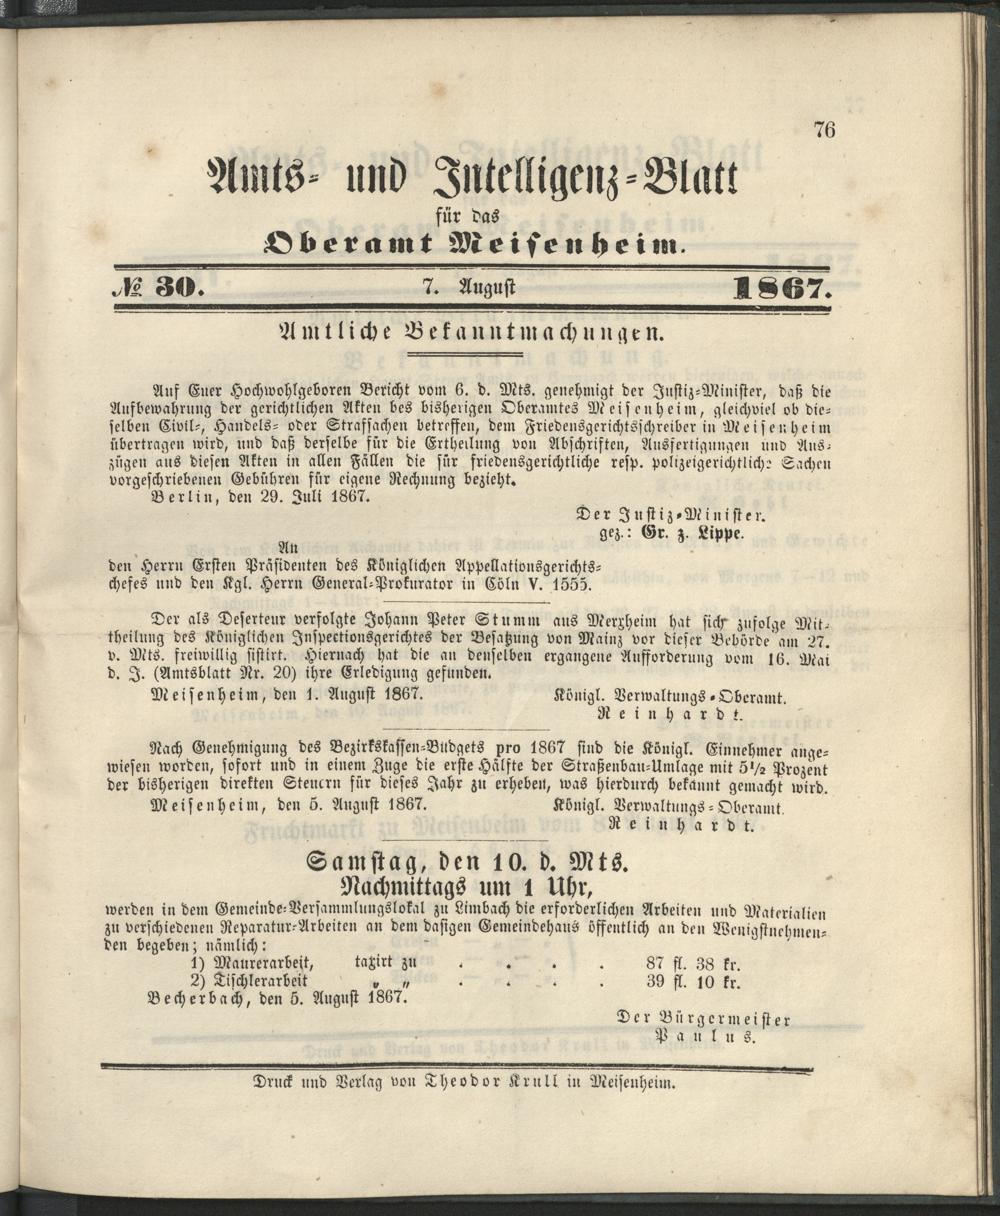 76
Amts- und Intelligenz-Blatt
für das
Oberamt Meisenheim.
№ 30. 7. August 1867.
Amtliche Bekanntmachungen.
Auf Euer Hochwohlgeboren Bericht vom 6. d. Mts. genehmigt der Justiz-Minister, daß die
Aufbewahrung der gerichtlichen Akten des bisherigen Oberamtes Meisenheim, gleichviel ob die-
selben Civil-, Handels- oder Strafsachen betreffen, dem Friedensgerichtsschreiber in Meisenheim
übertragen wird, und daß derselbe für die Ertheilung von Abschriften, Ausfertigungen und Aus-
zügen aus diesen Akten in allen Fällen die für friedensgerichtliche resp. polizeigerichtliche Sachen
vorgeschriebenen Gebühren für eigene Rechnung bezieht.
Berlin, den 29. Juli 1867.
Der Justiz-Minister.
gez.: Gr. z. Lippe.
An
den Herrn Ersten Präsidenten des Königlichen Appellationsgerichts-
chefes und den Kgl. Herrn General-Prokurator in Cöln V. 1555.
Der als Deserteur verfolgte Johann Peter Stumm aus Merxheim hat sich zufolge Mit-
theilung des Königlichen Inspectionsgerichtes der Besatzung von Mainz vor dieser Behörde am 27.
v. Mts. freiwillig sistirt. Hiernach hat die an denselben ergangene Aufforderung vom 16. Mai
d. J. (Amtsblatt Nr. 20) ihre Erledigung gefunden.
Meisenheim, den 1. August 1867. Königl. Verwaltungs-Oberamt.
Reinhardt.
Nach Genehmigung des Bezirkskassen-Budgets pro 1867 sind die Königl. Einnehmer ange-
wiesen worden, sofort und in einem Zuge die erste Hälfte der Straßenbau-Umlage mit 5½ Prozent
der bisherigen direkten Steuern für dieses Jahr zu erheben, was hierdurch bekannt gemacht wird.
Meisenheim, den 5. August 1867. Königl. Verwaltungs-Oberamt.
Reinhardt.
Samstag, den 10. d. Mts.
Nachmittags um 1 Uhr,
werden in dem Gemeinde-Versammlungslokal zu Limbach die erforderlichen Arbeiten und Materialien
zu verschiedenen Reparatur-Arbeiten an dem dasigen Gemeindehaus öffentlich an den Wenigstnehmen-
den begeben; nämlich:
1) Maurerarbeit, taxirt zu . . . . 87 fl. 38 kr.
2) Tischlerarbeit „ „ . . . . 39 fl. 10 kr.
Becherbach, den 5. August 1867.
Der Bürgermeister
Paulus.
Druck und Verlag von Theodor Krull in Meisenheim.